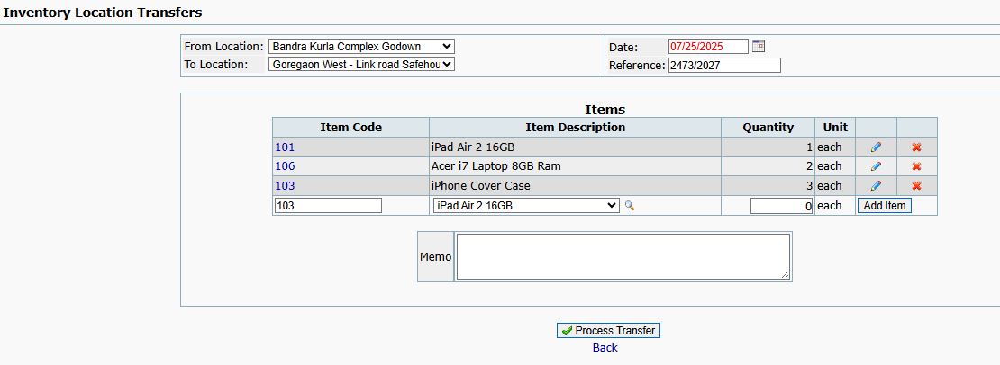 Inventory Location Transfers
From Location: Bandra Kurla Complex Godown Date: 07/25/2025
To Location: Goregaon West - Link road Safehou Reference: 2473/2027
Items
Item Code Item Description Quantity Unit
101 iPad Air 2 16GB 1 each
106 Acer i7 Laptop 8GB Ram 2 each
103 iPhone Cover Case 3 each
103 iPad Air 2 16GB 0 each Add Item
Memo
Process Transfer
Back